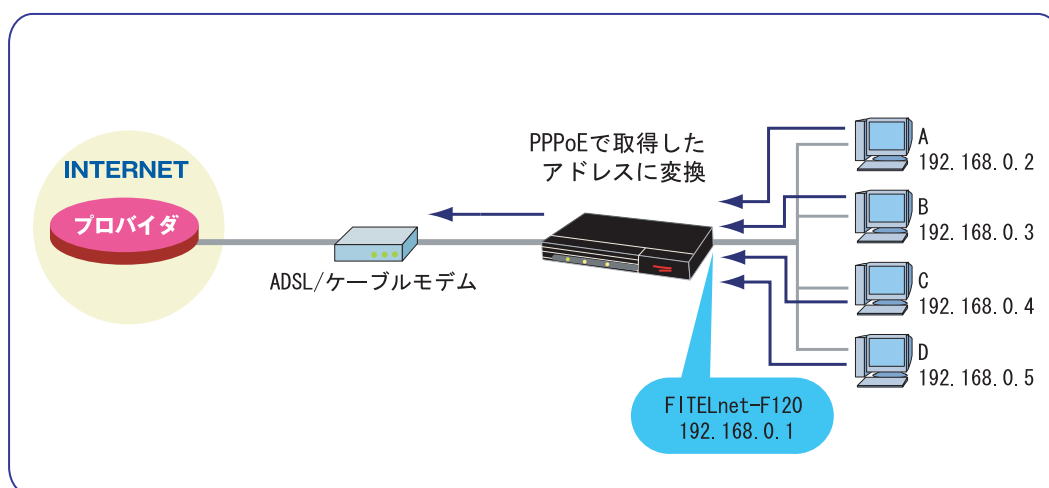 INTERNET
プロバイダ
ADSL/ケーブルモデム
PPPoEで取得した
アドレスに変換
A
192.168.0.2
B
192.168.0.3
C
192.168.0.4
D
192.168.0.5
FITELnet-F120
192.168.0.1